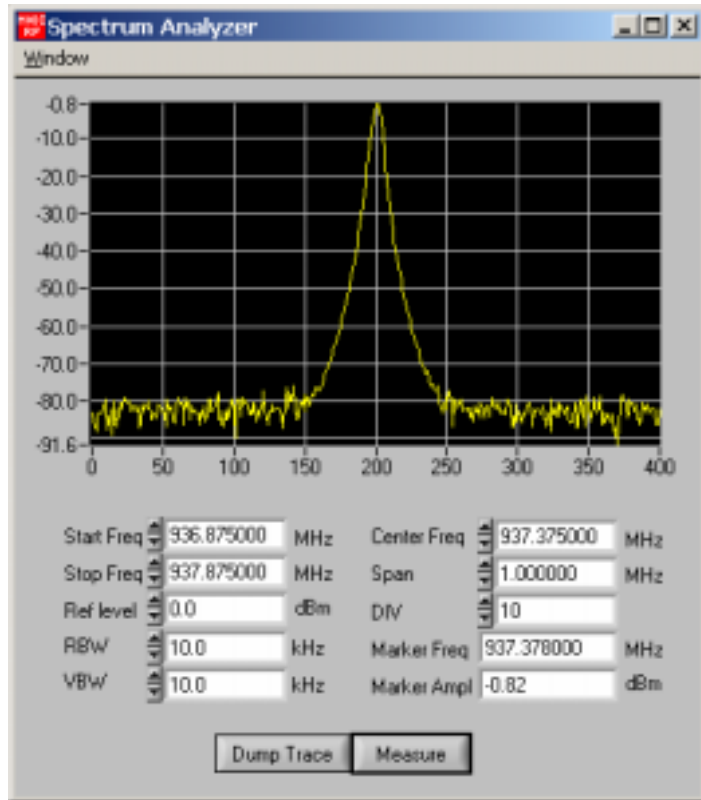 Spectrum Analyzer
Window
-0.8
-10.0
-20.0
-30.0
-40.0
-50.0
-60.0
-70.0
-80.0
-91.6
0 50 100 150 200 250 300 350 400
Start Freq 936.875000 MHz Center Freq 937.375000 MHz
Stop Freq 937.875000 MHz Span 1.000000 MHz
Ref level 0.0 dBm DIV 10
RBW 10.0 kHz Marker Freq 937.378000 MHz
VBW 10.0 kHz Marker Ampl -0.82 dBm
Dump Trace Measure